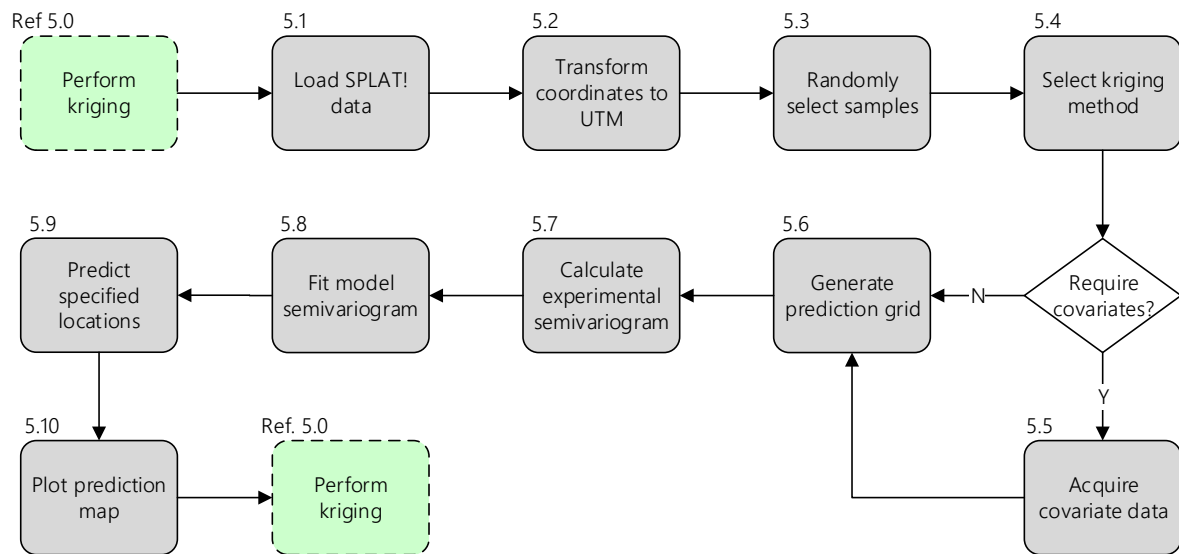 Ref 5.0
Perform
kriging
5.1
Load SPLAT!
data
5.2
Transform
coordinates to
UTM
5.3
Randomly
select samples
5.4
Select kriging
method
Require
covariates?
N
Y
5.5
Acquire
covariate data
5.6
Generate
prediction grid
5.7
Calculate
experimental
semivariogram
5.8
Fit model
semivariogram
5.9
Predict
specified
locations
5.10
Plot prediction
map
Ref. 5.0
Perform
kriging